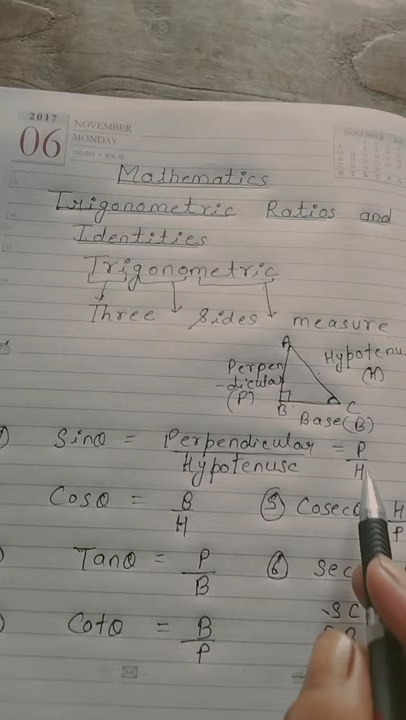 2017
06
NOVEMBER
MONDAY
Mathematics
Trigonometric Ratios and
Identities
Trigonometric
Three Sides measure
A
Perpen
-dicular
(P)
Hypotenu
(H)
B
C
Base (B)
Sinθ = Perpendicular / Hypotenuse = P / H
Cosθ = B / H
⑤ Cosec H / P
Tanθ = P / B
⑥ Sec
Cotθ = B / P